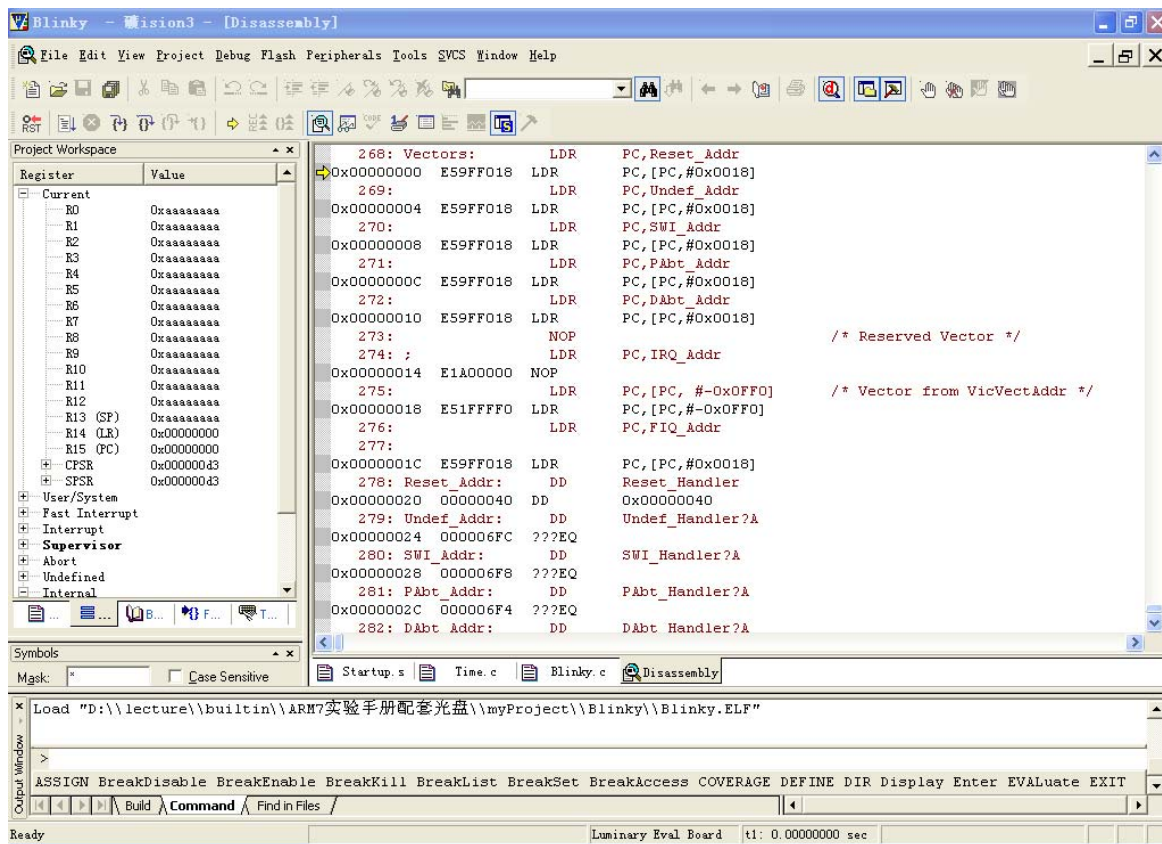 Blinky - 礦ision3 - [Disassembly]
File Edit View Project Debug Flash Peripherals Tools SVCS Window Help
RST
Project Workspace
Register Value
Current
R0 0xaaaaaaaa
R1 0xaaaaaaaa
R2 0xaaaaaaaa
R3 0xaaaaaaaa
R4 0xaaaaaaaa
R5 0xaaaaaaaa
R6 0xaaaaaaaa
R7 0xaaaaaaaa
R8 0xaaaaaaaa
R9 0xaaaaaaaa
R10 0xaaaaaaaa
R11 0xaaaaaaaa
R12 0xaaaaaaaa
R13 (SP) 0xaaaaaaaa
R14 (LR) 0x00000000
R15 (PC) 0x00000000
CPSR 0x000000d3
SPSR 0x000000d3
User/System
Fast Interrupt
Interrupt
Supervisor
Abort
Undefined
Internal
... ... B... F... T...
Symbols
Mask: * Case Sensitive
268: Vectors: LDR PC,Reset_Addr
0x00000000 E59FF018 LDR PC,[PC,#0x0018]
269: LDR PC,Undef_Addr
0x00000004 E59FF018 LDR PC,[PC,#0x0018]
270: LDR PC,SWI_Addr
0x00000008 E59FF018 LDR PC,[PC,#0x0018]
271: LDR PC,PAbt_Addr
0x0000000C E59FF018 LDR PC,[PC,#0x0018]
272: LDR PC,DAbt_Addr
0x00000010 E59FF018 LDR PC,[PC,#0x0018]
273: NOP /* Reserved Vector */
274: ; LDR PC,IRQ_Addr
0x00000014 E1A00000 NOP
275: LDR PC,[PC, #-0x0FF0] /* Vector from VicVectAddr */
0x00000018 E51FFFF0 LDR PC,[PC,#-0x0FF0]
276: LDR PC,FIQ_Addr
277:
0x0000001C E59FF018 LDR PC,[PC,#0x0018]
278: Reset_Addr: DD Reset_Handler
0x00000020 00000040 DD 0x00000040
279: Undef_Addr: DD Undef_Handler?A
0x00000024 000006FC ???EQ
280: SWI_Addr: DD SWI_Handler?A
0x00000028 000006F8 ???EQ
281: PAbt_Addr: DD PAbt_Handler?A
0x0000002C 000006F4 ???EQ
282: DAbt_Addr: DD DAbt_Handler?A
Startup.s Time.c Blinky.c Disassembly
Output Window
Load "D:\\lecture\\builtin\\ARM7实验手册配套光盘\\myProject\\Blinky\\Blinky.ELF"
>
ASSIGN BreakDisable BreakEnable BreakKill BreakList BreakSet BreakAccess COVERAGE DEFINE DIR Display Enter EVALuate EXIT
Build Command Find in Files
Ready Luminary Eval Board t1: 0.00000000 sec